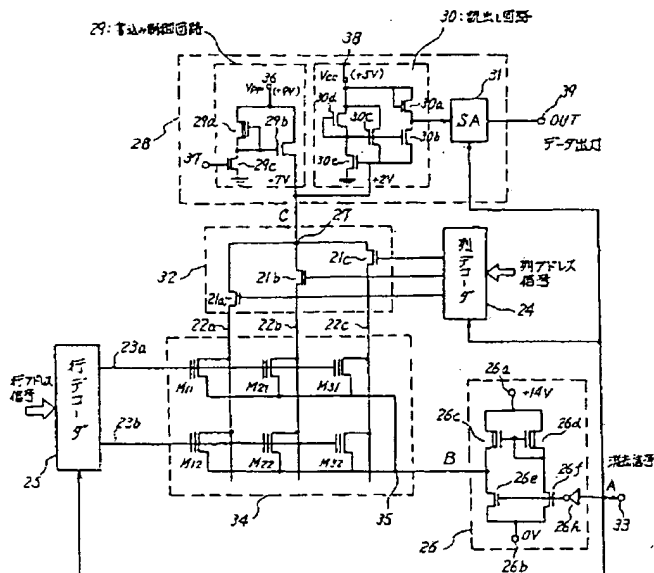 29:書込み制御回路
30:読出し回路
38
36
Vpp
(+9V)
29a
29b
29c
37
+7V
28
Vcc
(+5V)
30d
30c
30a
30b
30e
+2V
31
SA
39
OUT
データ出力
C
27
32
21a
21b
21c
22a
22b
22c
列デコーダ
24
列アドレス
信号
23a
23b
行アドレス
信号
行デコーダ
25
M11
M21
M31
M12
M22
M32
34
35
B
26a
+14V
26c
26d
26e
26f
26h
A
消去信号
33
0V
26
26b